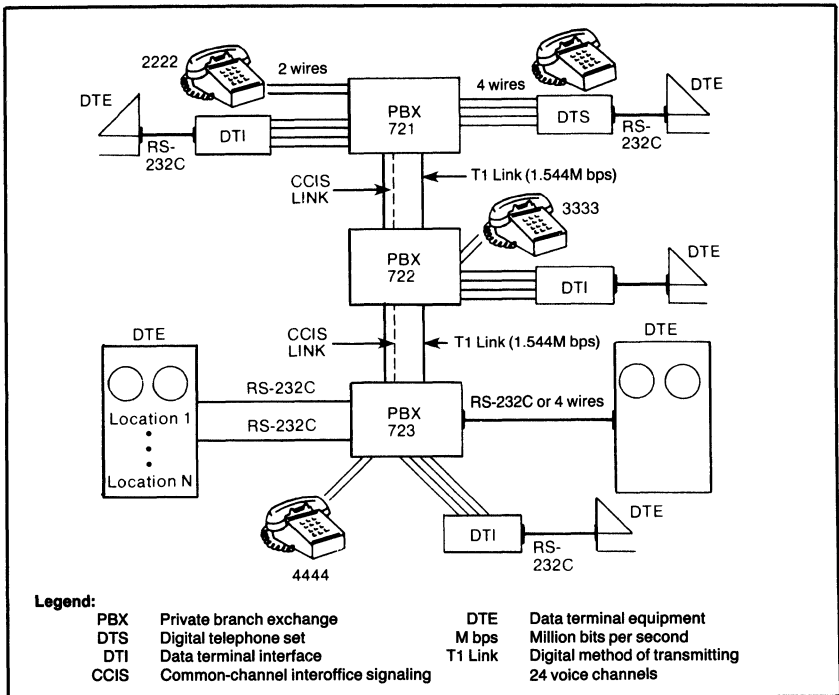 2222
2 wires
4 wires
DTE
PBX
721
DTE
DTI
DTS
RS-
232C
RS-
232C
CCIS
LINK
T1 Link (1.544M bps)
3333
PBX
722
DTE
DTI
DTE
CCIS
LINK
T1 Link (1.544M bps)
DTE
RS-232C
RS-232C or 4 wires
Location 1
PBX
723
RS-232C
Location N
DTE
DTI
RS-
232C
4444
Legend:
PBX Private branch exchange
DTS Digital telephone set
DTI Data terminal interface
CCIS Common-channel interoffice signaling
DTE Data terminal equipment
M bps Million bits per second
T1 Link Digital method of transmitting
24 voice channels